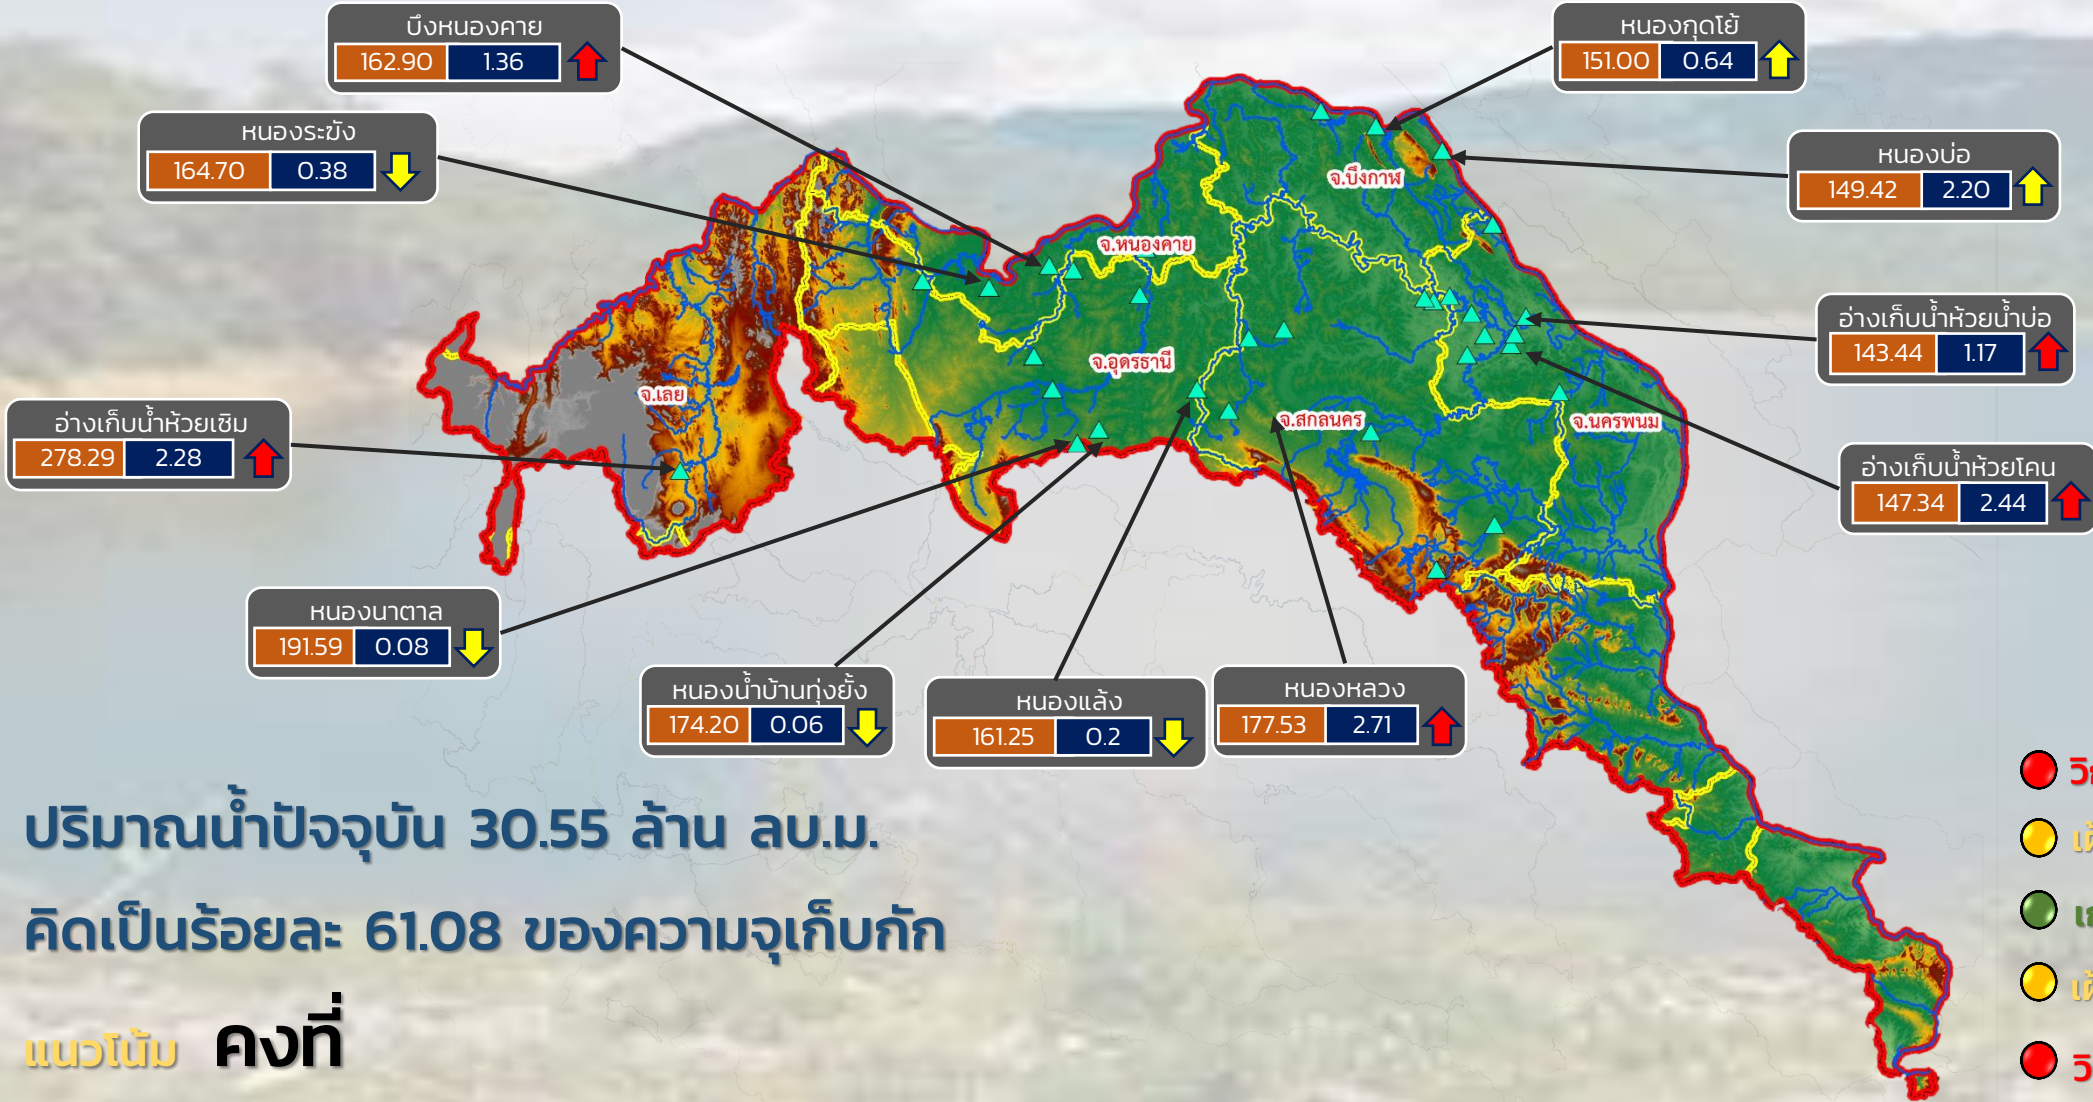 บึงหนองคาย
162.90 1.36
หนองกุดโย้
151.00 0.64
หนองระฆัง
164.70 0.38
หนองบ่อ
149.42 2.20
จ.บึงกาฬ
จ.หนองคาย
อ่างเก็บน้ำห้วยน้ำบ่อ
143.44 1.17
จ.อุดรธานี
จ.เลย
จ.สกลนคร
จ.นครพนม
อ่างเก็บน้ำห้วยเซิม
278.29 2.28
อ่างเก็บน้ำห้วยโคน
147.34 2.44
หนองนาตาล
191.59 0.08
หนองน้ำบ้านทุ่งยั้ง
174.20 0.06
หนองแล้ง
161.25 0.2
หนองหลวง
177.53 2.71
ปริมาณน้ำปัจจุบัน 30.55 ล้าน ลบ.ม.
คิดเป็นร้อยละ 61.08 ของความจุเก็บกัก
แนวโน้ม คงที่